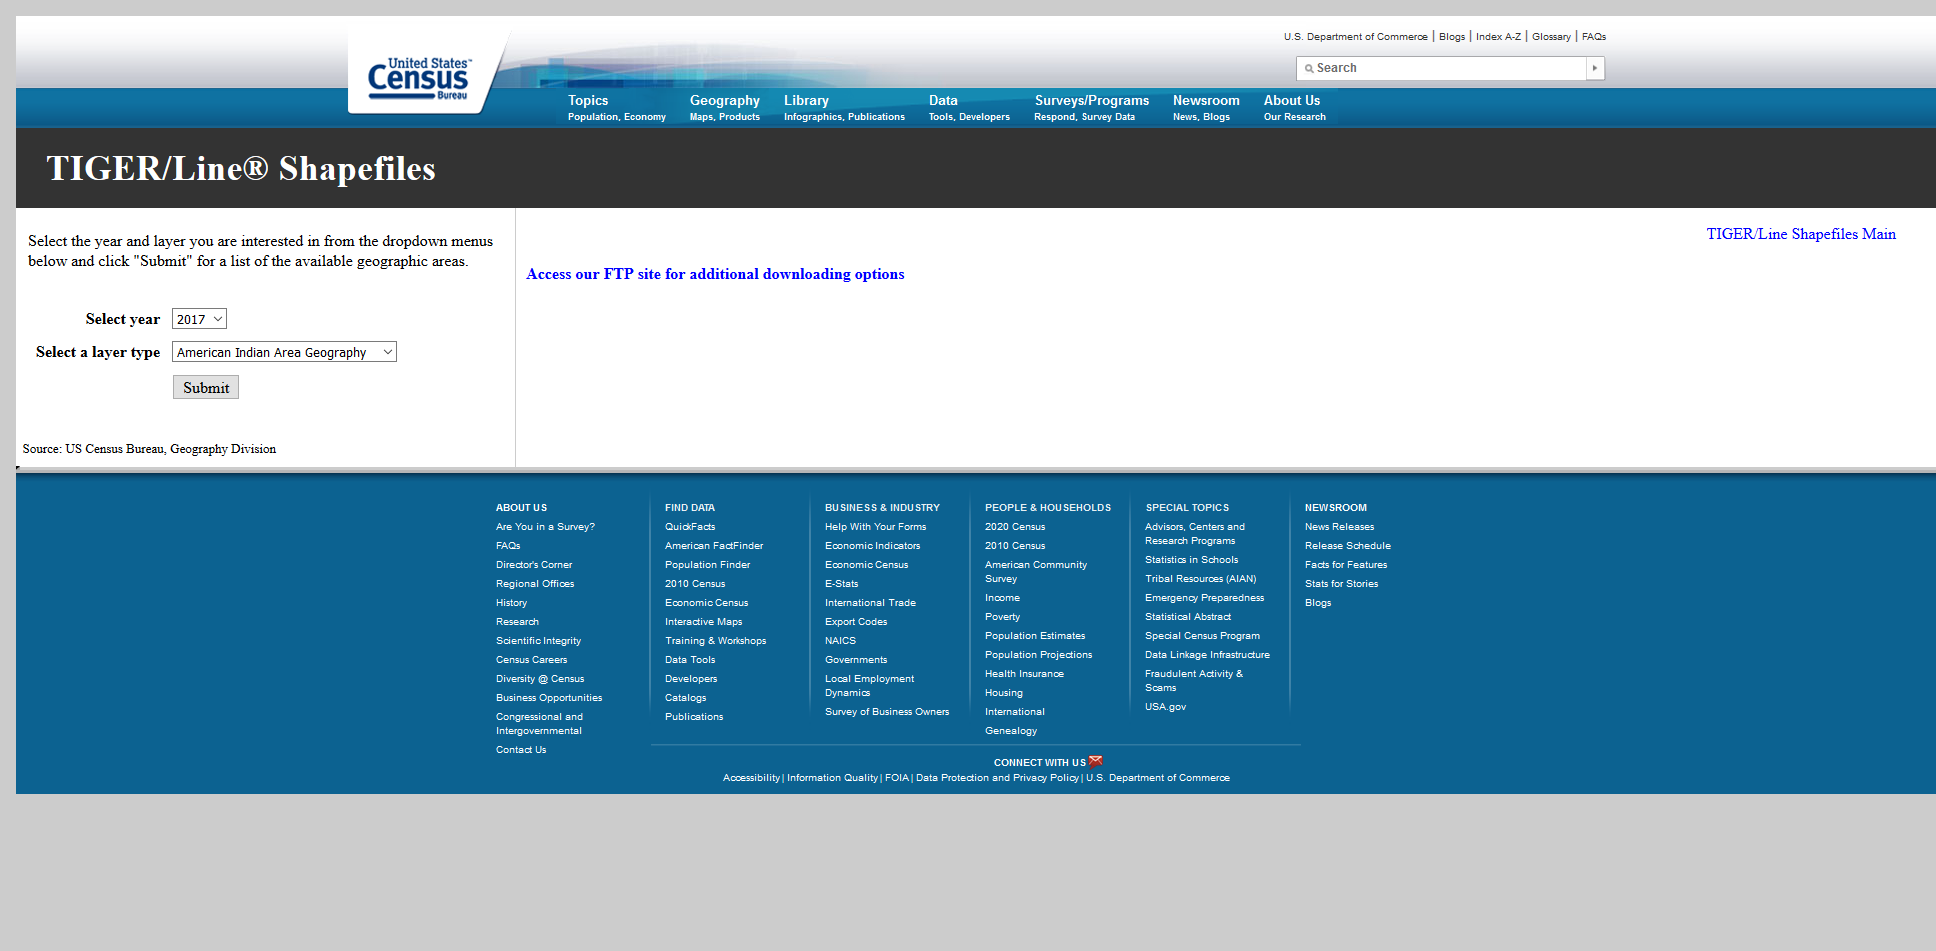 U.S. Department of Commerce | Blogs | Index A-Z | Glossary | FAQs
United States™
Census
Bureau
Search
Topics
Population, Economy
Geography
Maps, Products
Library
Infographics, Publications
Data
Tools, Developers
Surveys/Programs
Respond, Survey Data
Newsroom
News, Blogs
About Us
Our Research
TIGER/Line® Shapefiles
Select the year and layer you are interested in from the dropdown menus
below and click "Submit" for a list of the available geographic areas.
Select year 2017
Select a layer type American Indian Area Geography
Submit
Source: US Census Bureau, Geography Division
TIGER/Line Shapefiles Main
Access our FTP site for additional downloading options
ABOUT US
Are You in a Survey?
FAQs
Director's Corner
Regional Offices
History
Research
Scientific Integrity
Census Careers
Diversity @ Census
Business Opportunities
Congressional and
Intergovernmental
Contact Us
FIND DATA
QuickFacts
American FactFinder
Population Finder
2010 Census
Economic Census
Interactive Maps
Training & Workshops
Data Tools
Developers
Catalogs
Publications
BUSINESS & INDUSTRY
Help With Your Forms
Economic Indicators
Economic Census
E-Stats
International Trade
Export Codes
NAICS
Governments
Local Employment
Dynamics
Survey of Business Owners
PEOPLE & HOUSEHOLDS
2020 Census
2010 Census
American Community
Survey
Income
Poverty
Population Estimates
Population Projections
Health Insurance
Housing
International
Genealogy
SPECIAL TOPICS
Advisors, Centers and
Research Programs
Statistics in Schools
Tribal Resources (AIAN)
Emergency Preparedness
Statistical Abstract
Special Census Program
Data Linkage Infrastructure
Fraudulent Activity &
Scams
USA.gov
NEWSROOM
News Releases
Release Schedule
Facts for Features
Stats for Stories
Blogs
CONNECT WITH US
Accessibility | Information Quality | FOIA | Data Protection and Privacy Policy | U.S. Department of Commerce